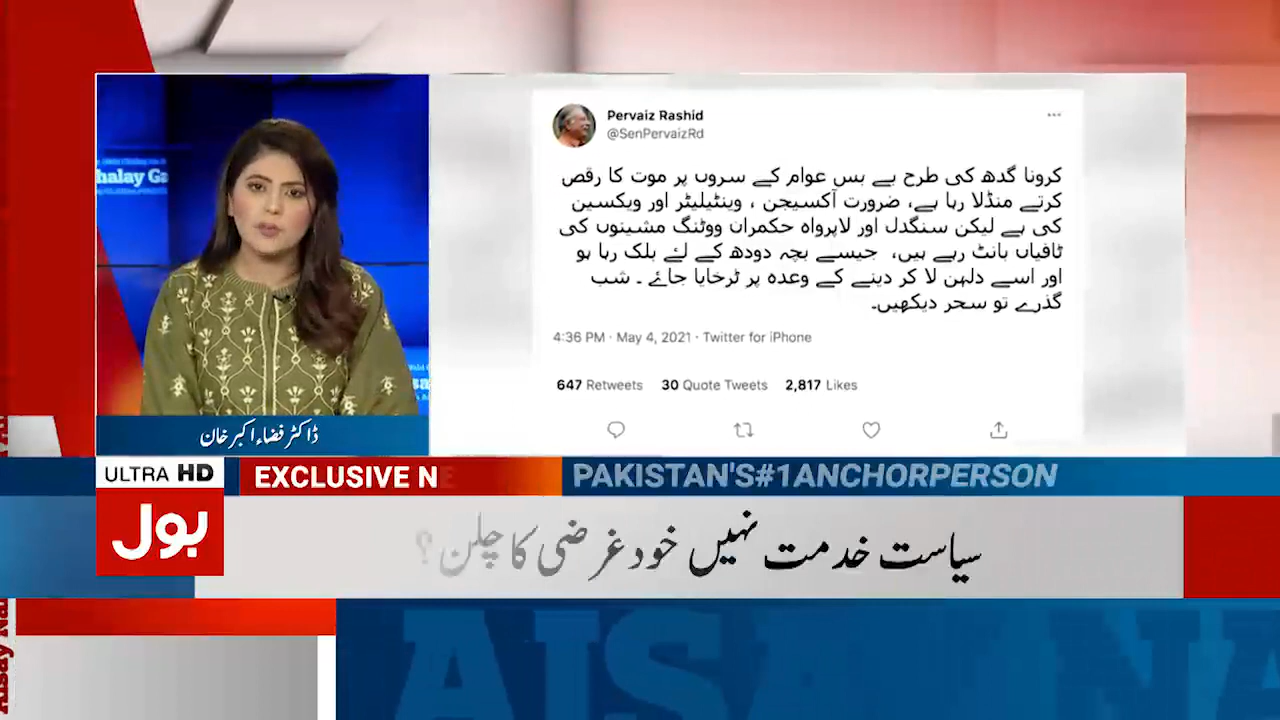 halay Ga
Pervaiz Rashid
@SenPervaizRd
کرونا گدھ کی طرح بے بس عوام کے سروں پر موت کا رقص
کرتے منڈلا رہا ہے، ضرورت آکسیجن ، وینٹیلیٹر اور ویکسین
کی ہے لیکن سنگدل اور لاپرواہ حکمران ووٹنگ مشینوں کی
ٹافیاں بانٹ رہے ہیں، جیسے بچہ دودھ کے لئے بلک رہا ہو
اور اسے دلہن لا کر دینے کے وعدہ پر ٹرخایا جائے ۔ شب
گذرے تو سحر دیکھیں۔
4:36 PM · May 4, 2021 · Twitter for iPhone
647 Retweets 30 Quote Tweets 2,817 Likes
ڈاکٹر فضاء اکبر خان
ULTRA HD
EXCLUSIVE N
PAKISTAN'S#1ANCHORPERSON
بول
سیاست خدمت نہیں خود غرضی کا چلن؟
AISA NA